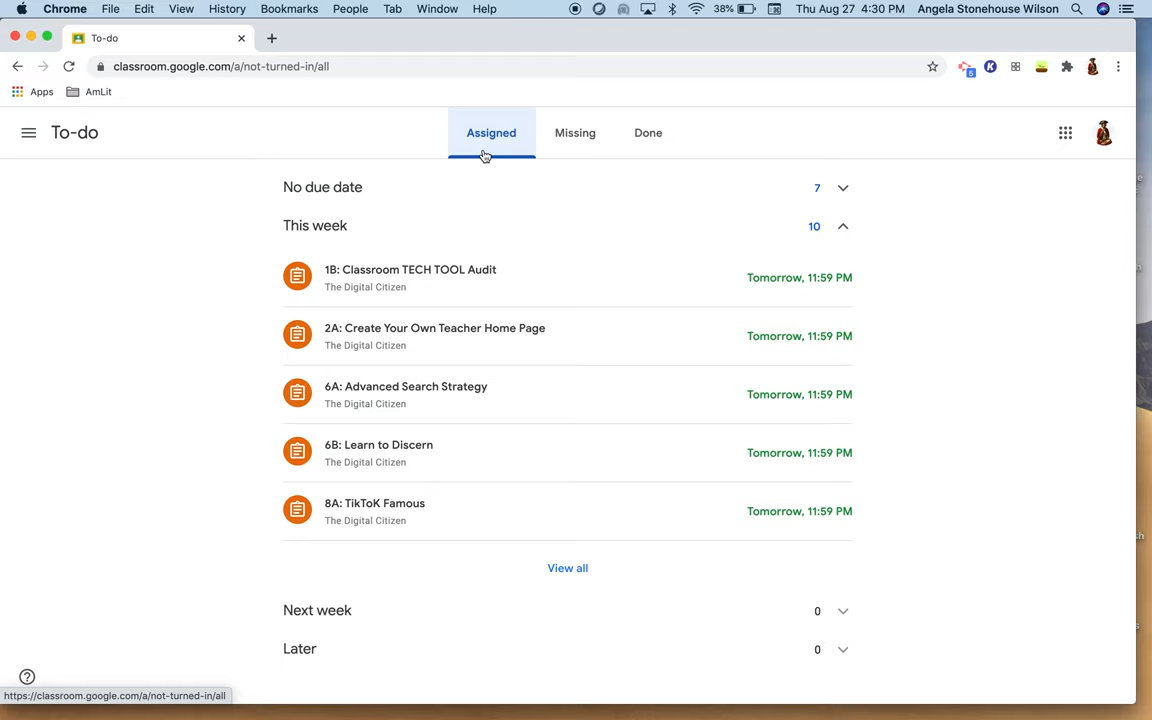 Chrome File Edit View History Bookmarks People Tab Window Help 38% Thu Aug 27 4:30 PM Angela Stonehouse Wilson
To-do
classroom.google.com/a/not-turned-in/all
5 K
Apps AmLit
To-do Assigned Missing Done
No due date 7
This week 10
1B: Classroom TECH TOOL Audit
The Digital Citizen
Tomorrow, 11:59 PM
2A: Create Your Own Teacher Home Page
The Digital Citizen
Tomorrow, 11:59 PM
6A: Advanced Search Strategy
The Digital Citizen
Tomorrow, 11:59 PM
6B: Learn to Discern
The Digital Citizen
Tomorrow, 11:59 PM
8A: TikToK Famous
The Digital Citizen
Tomorrow, 11:59 PM
View all
Next week 0
Later 0
https://classroom.google.com/a/not-turned-in/all